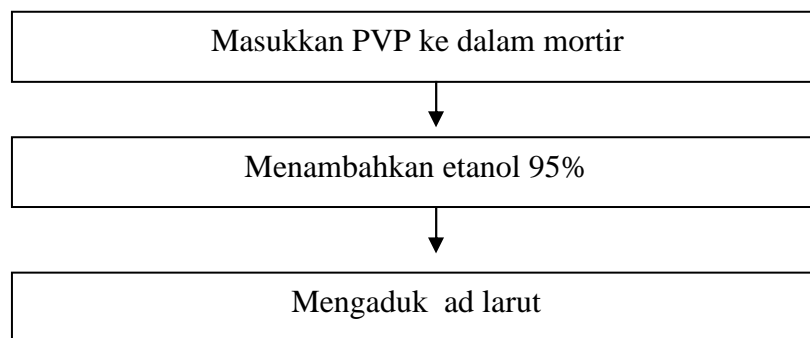 Masukkan PVP ke dalam mortir
Menambahkan etanol 95%
Mengaduk ad larut